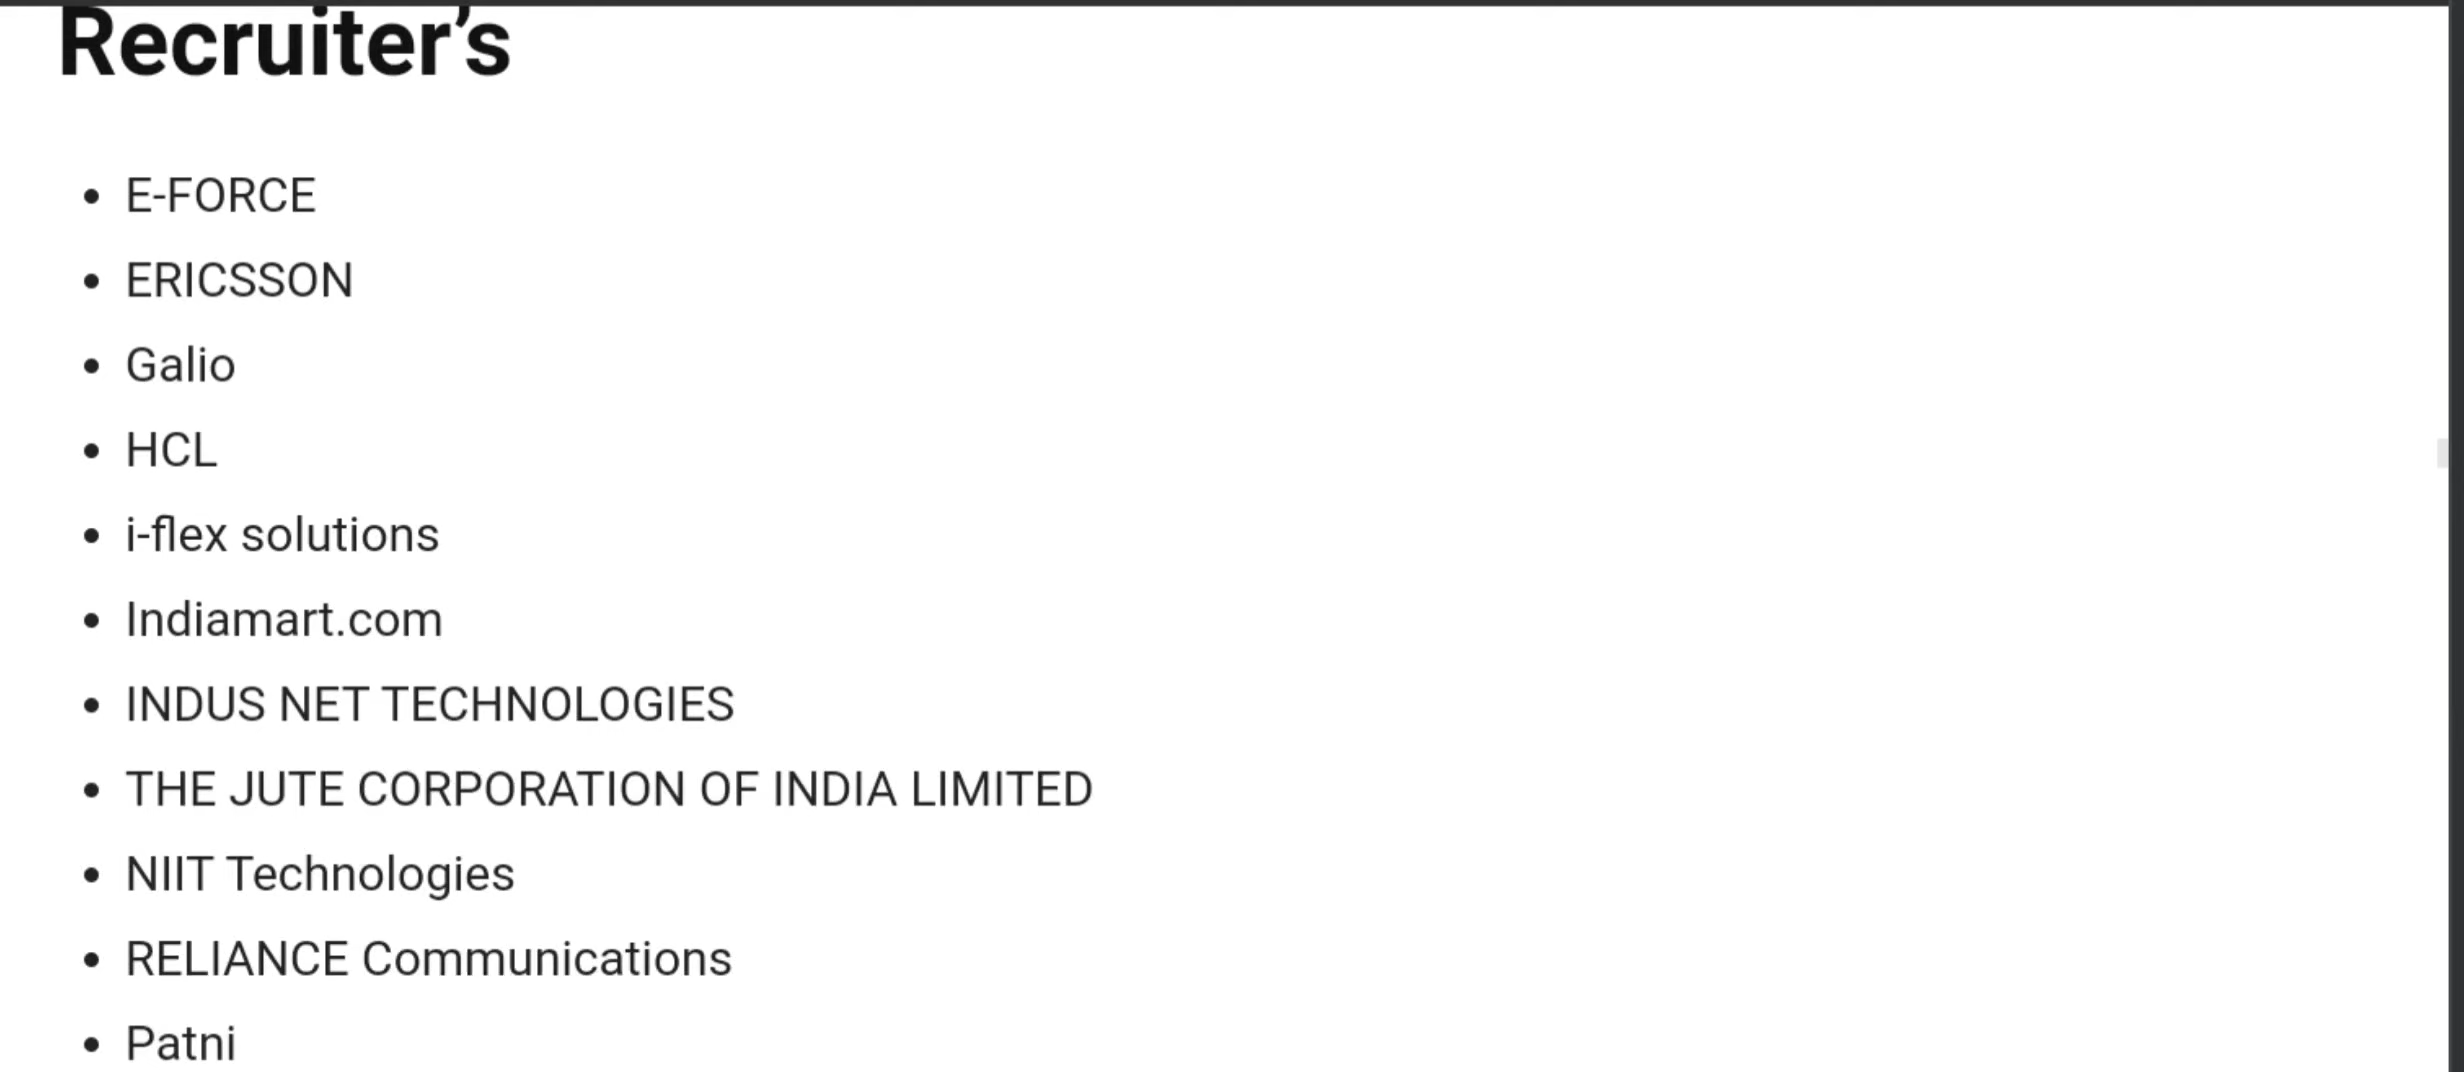 Recruiter’s
E-FORCE
ERICSSON
Galio
HCL
i-flex solutions
Indiamart.com
INDUS NET TECHNOLOGIES
THE JUTE CORPORATION OF INDIA LIMITED
NIIT Technologies
RELIANCE Communications
Patni